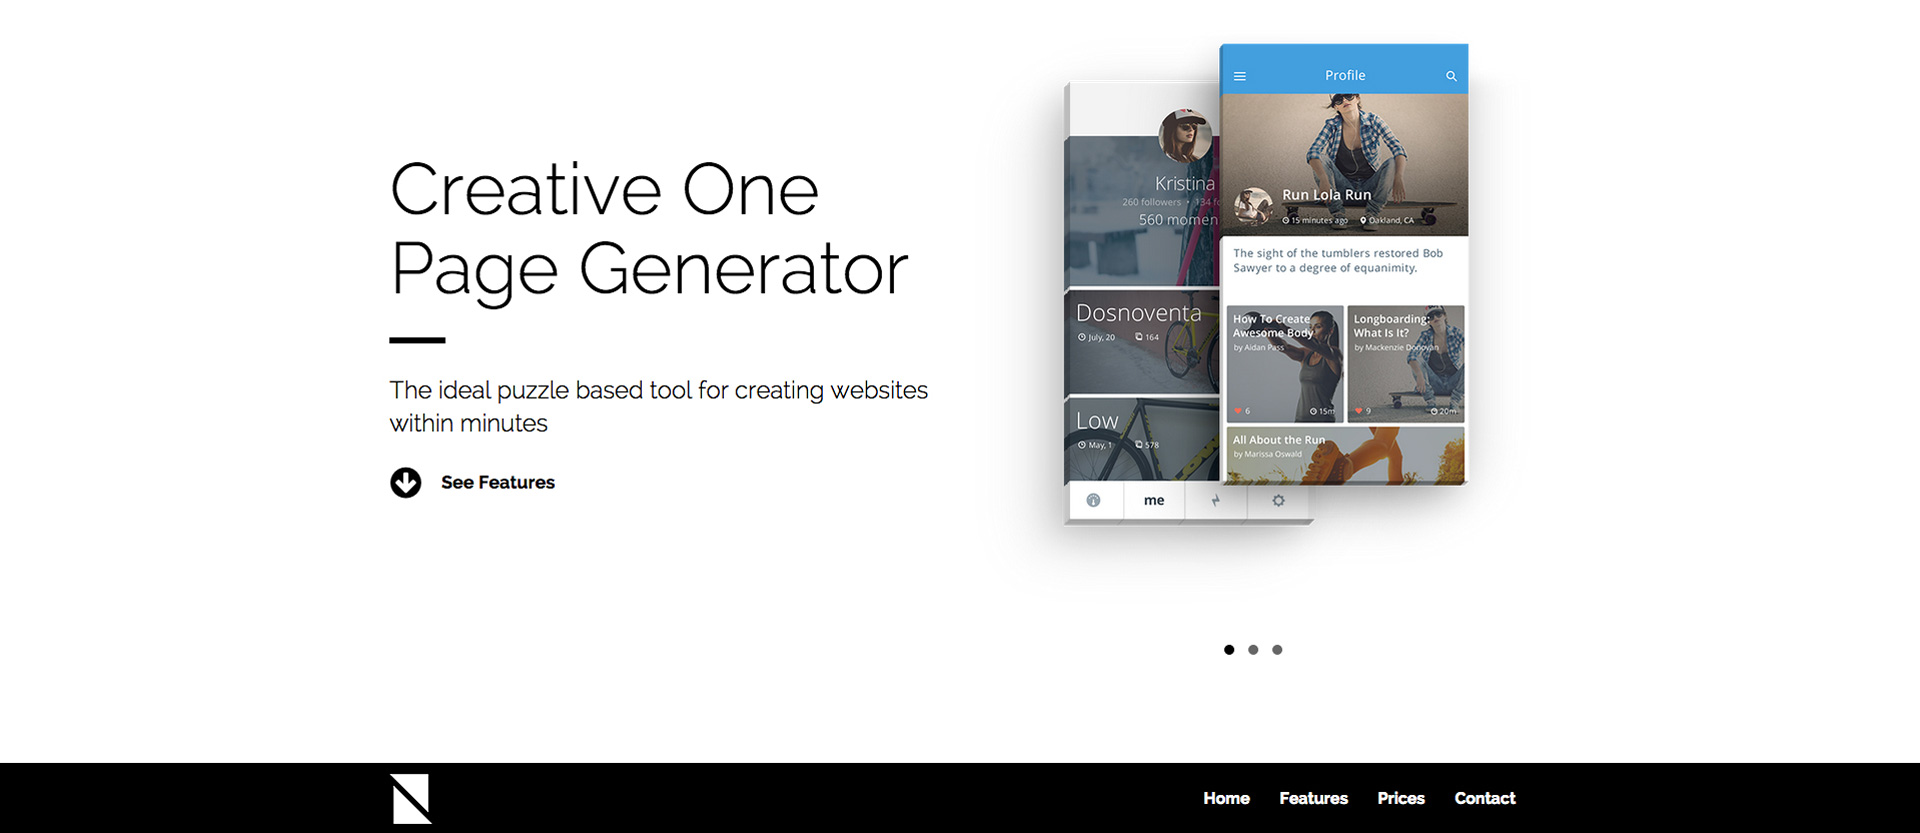 Creative One
Page Generator
The ideal puzzle based tool for creating websites
within minutes
See Features
Kristina
260 followers • 134 fo
560 momen
Dosnoventa
July, 20 164
Low
May, 1 578
me
Profile
Run Lola Run
15 minutes ago Oakland, CA
The sight of the tumblers restored Bob
Sawyer to a degree of equanimity.
How To Create
Awesome Body
by Aidan Pass
6 15m
Longboarding:
What Is It?
by Mackenzie Donovan
9 20m
All About the Run
by Marissa Oswald
Home Features Prices Contact